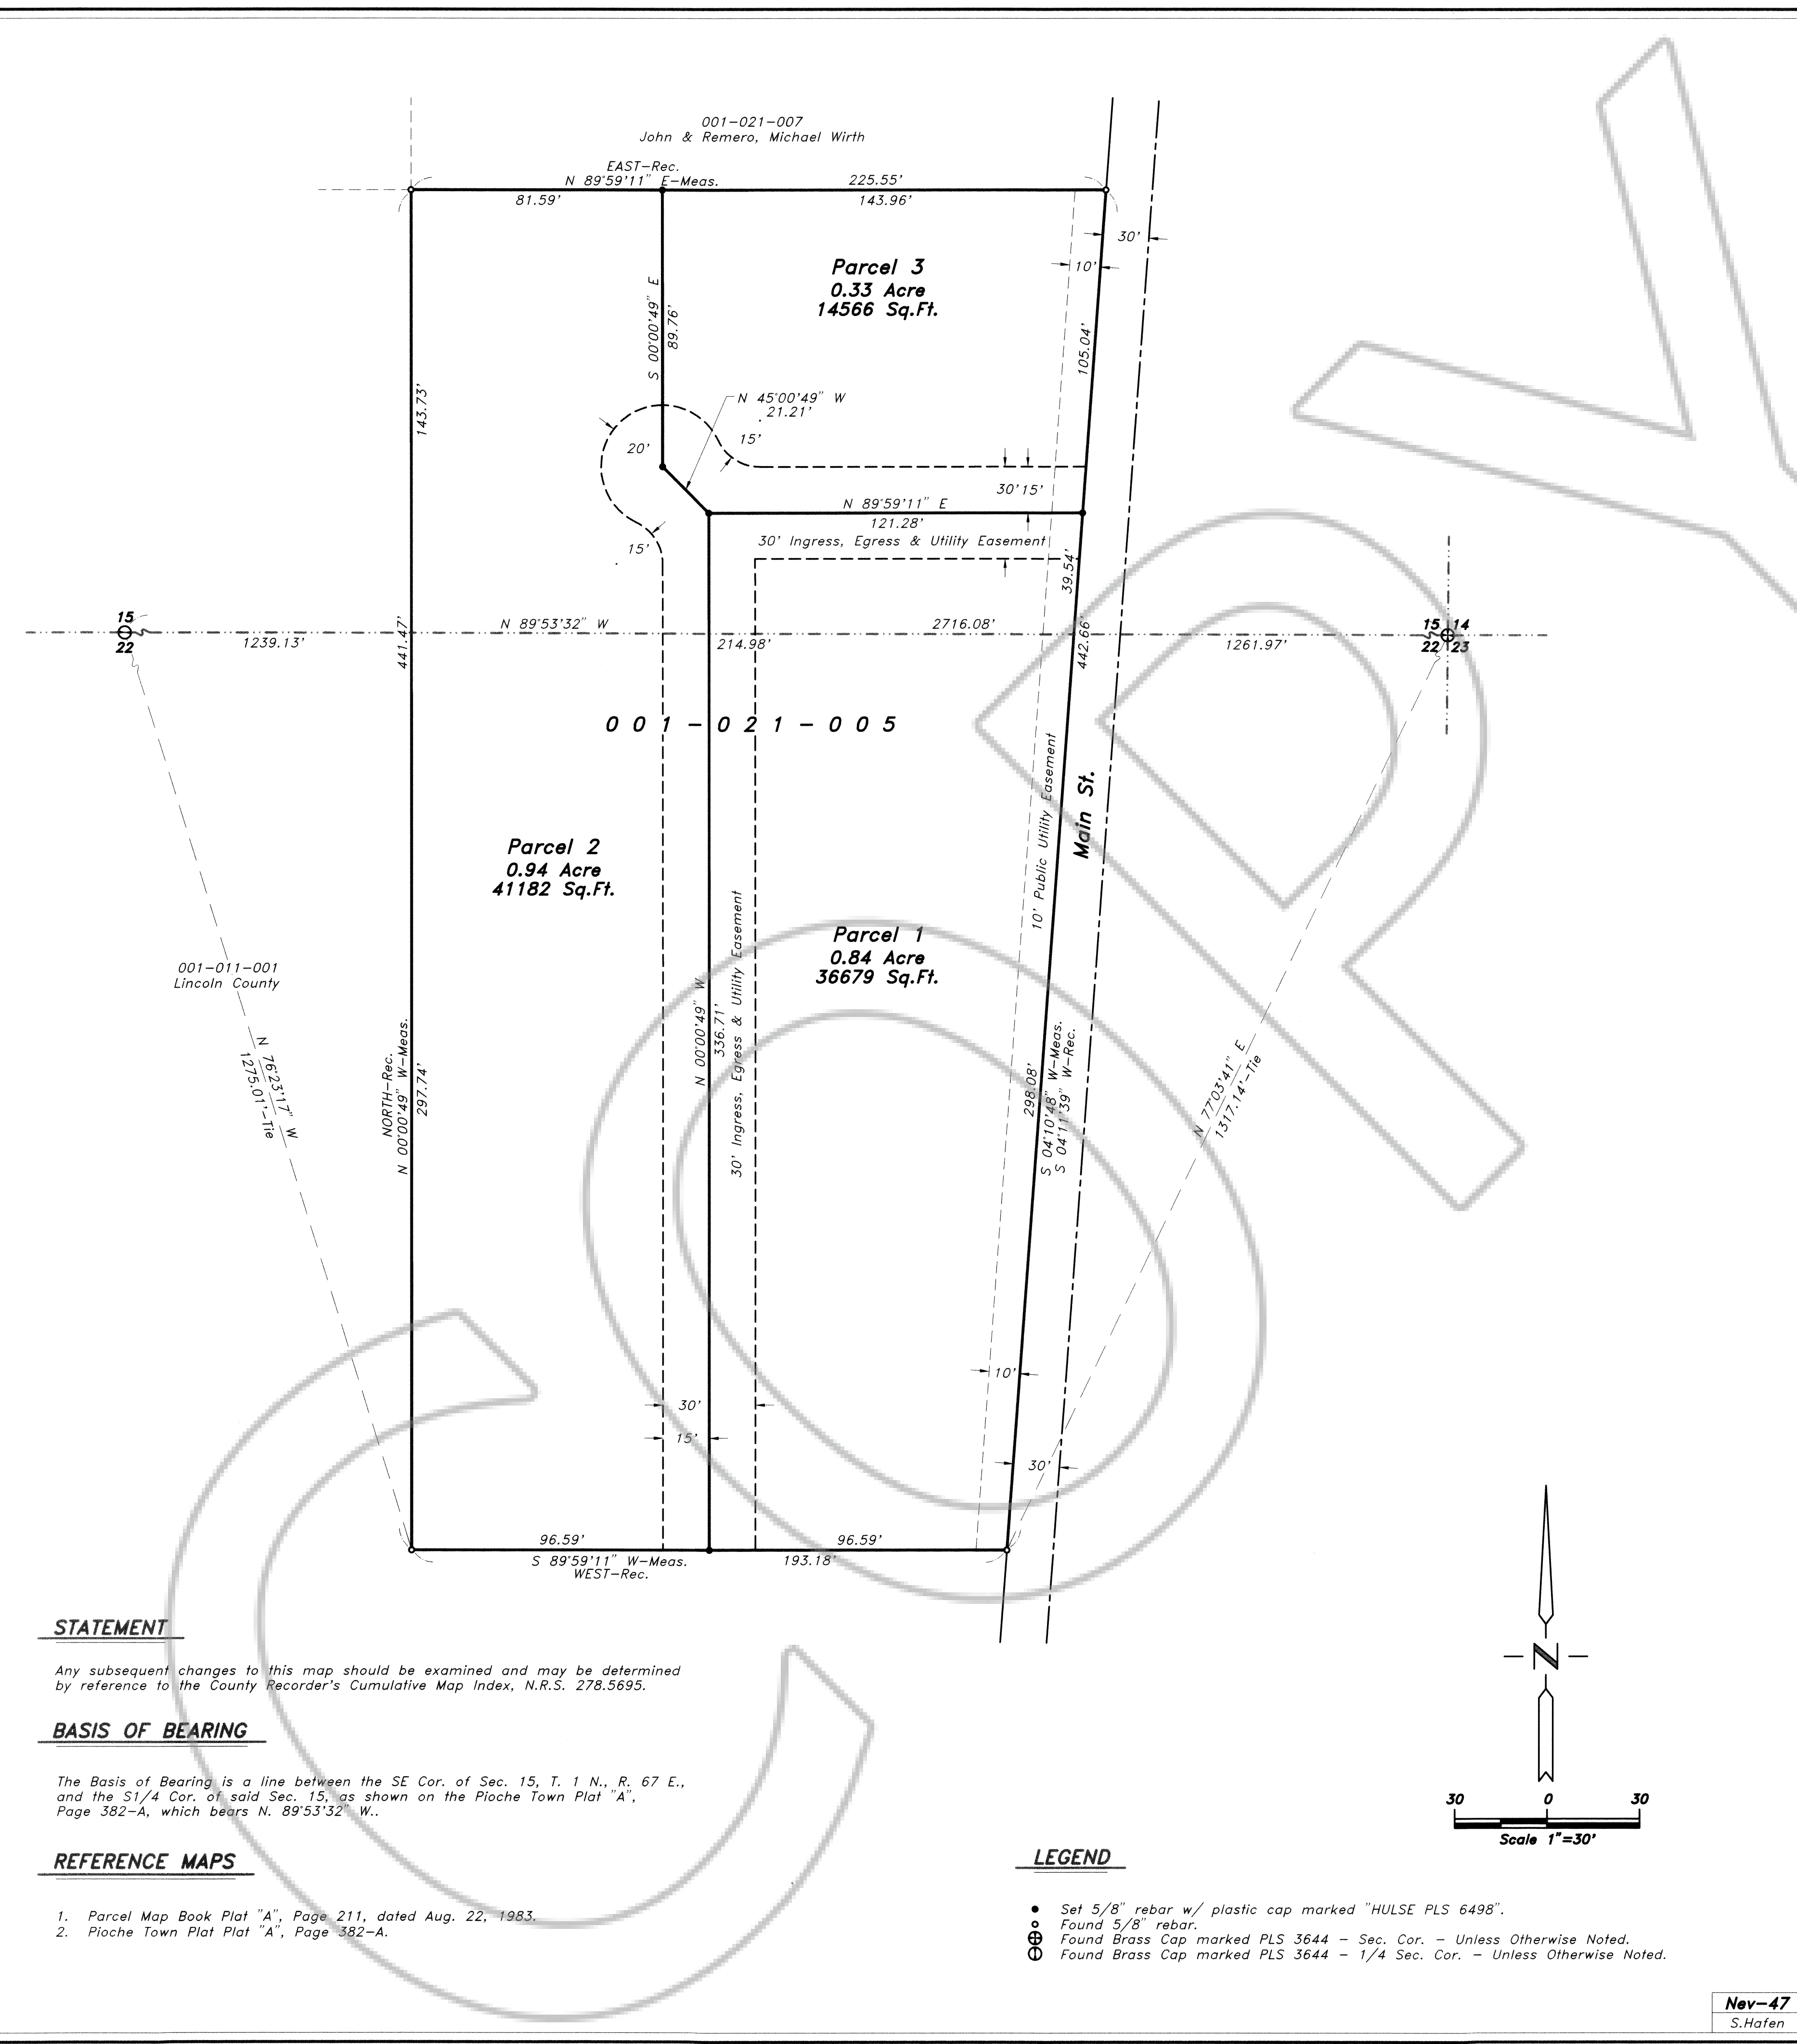 001-021-007
John & Remero, Michael Wirth
EAST-Rec.
N 89°59'11" E-Meas.
225.55'
81.59'
143.96'
30'
10'
Parcel 3
0.33 Acre
14566 Sq.Ft.
S 00°00'49" E
89.76'
105.04'
143.73'
N 45°00'49" W
21.21'
20'
15'
30'
15'
N 89°59'11" E
121.28'
30' Ingress, Egress & Utility Easement
15'
39.54'
15
22
1239.13'
441.47'
N 89°53'32" W
214.98'
2716.08'
442.66'
1261.97'
15 14
22 23
001-021-005
10' Public Utility Easement
Main St.
Parcel 2
0.94 Acre
41182 Sq.Ft.
Parcel 1
0.84 Acre
36679 Sq.Ft.
001-011-001
Lincoln County
N 76°23'17" W
1275.01'-Tie
NORTH-Rec.
N 00°00'49" W-Meas.
297.74'
N 00°00'49" W
336.71'
30' Ingress, Egress & Utility Easement
298.08'
S 04°10'48" W-Meas.
S 04°11'39" W-Rec.
N 77°03'41" E
1317.14'-Tie
10'
30'
15'
30'
96.59'
96.59'
S 89°59'11" W-Meas.
193.18'
WEST-Rec.
STATEMENT
Any subsequent changes to this map should be examined and may be determined
by reference to the County Recorder's Cumulative Map Index, N.R.S. 278.5695.
BASIS OF BEARING
The Basis of Bearing is a line between the SE Cor. of Sec. 15, T. 1 N., R. 67 E.,
and the S1/4 Cor. of said Sec. 15, as shown on the Pioche Town Plat "A",
Page 382-A, which bears N. 89°53'32" W..
REFERENCE MAPS
1. Parcel Map Book Plat "A", Page 211, dated Aug. 22, 1983.
2. Pioche Town Plat Plat "A", Page 382-A.
N
30 0 30
Scale 1"=30'
LEGEND
Set 5/8" rebar w/ plastic cap marked "HULSE PLS 6498".
Found 5/8" rebar.
Found Brass Cap marked PLS 3644 - Sec. Cor. - Unless Otherwise Noted.
Found Brass Cap marked PLS 3644 - 1/4 Sec. Cor. - Unless Otherwise Noted.
Nev-47
S.Hafen
COPY